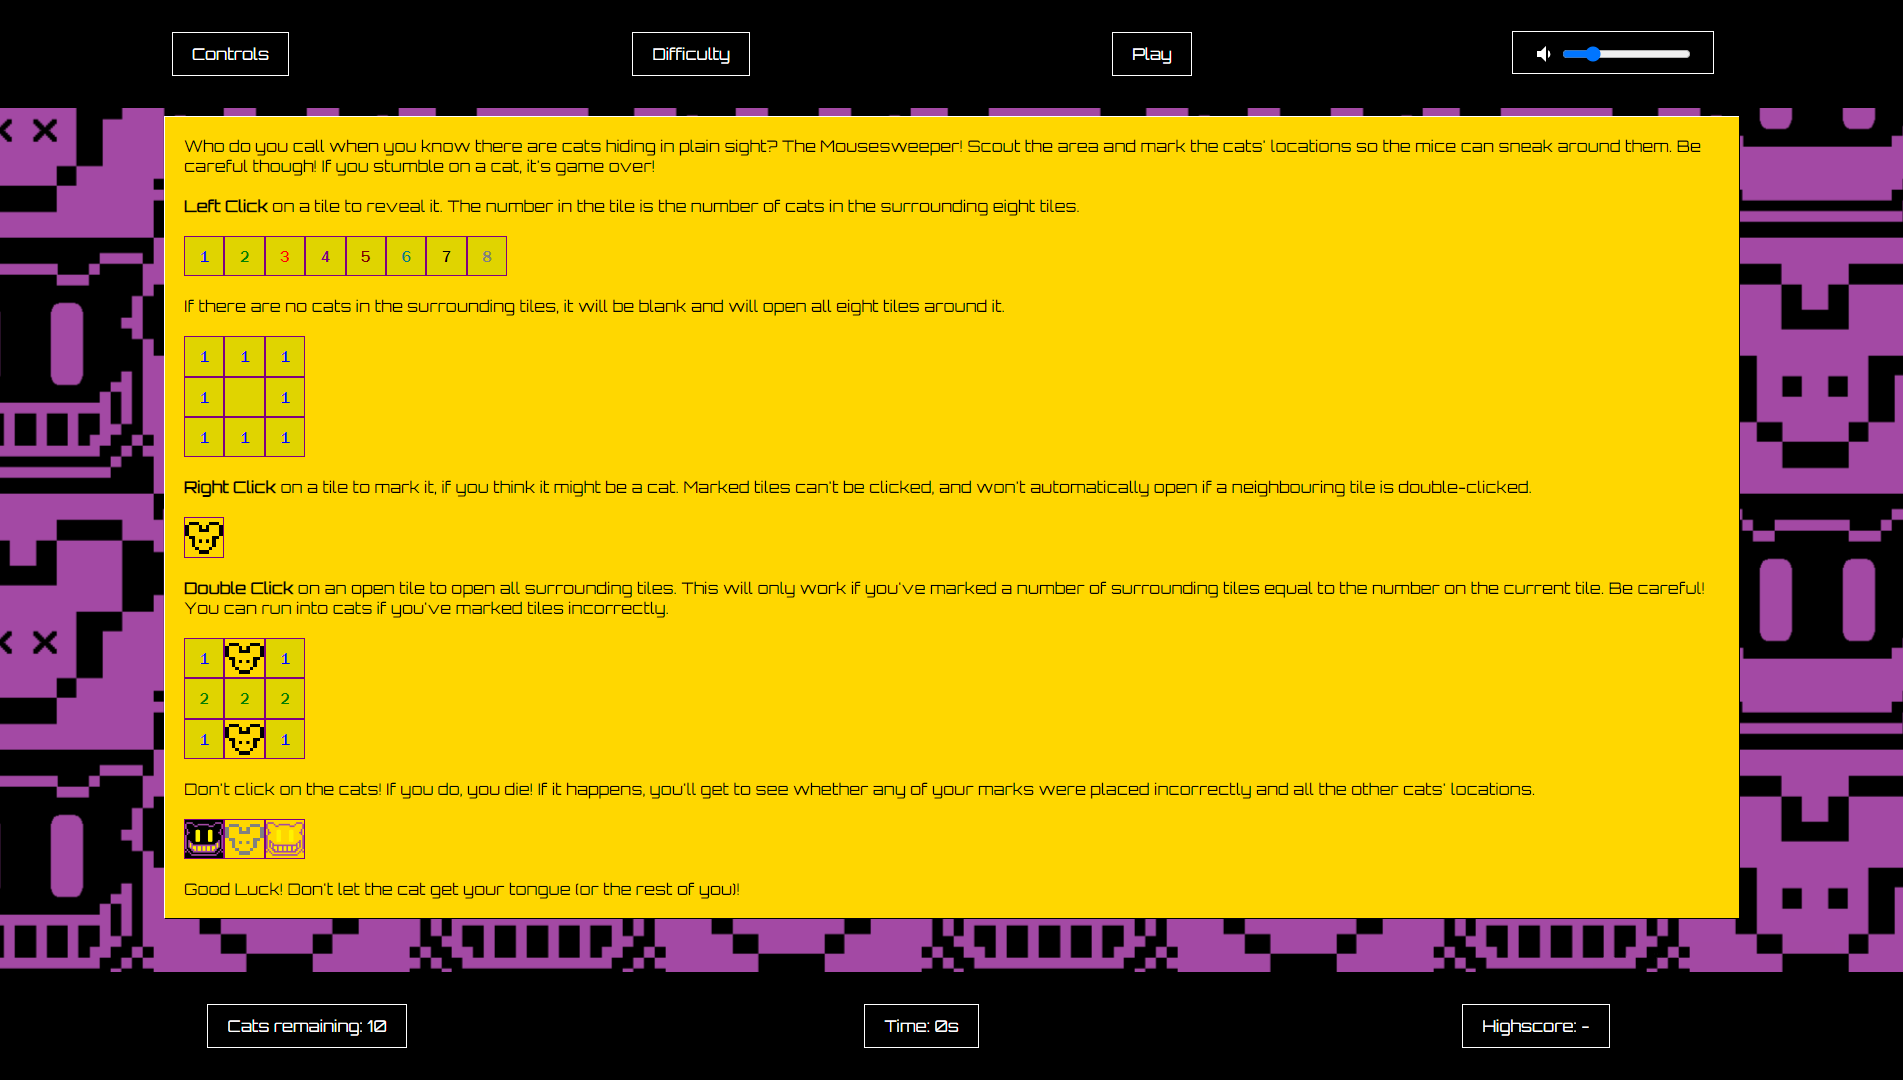 Controls
Difficulty
Play
Who do you call when you know there are cats hiding in plain sight? The Mousesweeper! Scout the area and mark the cats' locations so the mice can sneak around them. Be
careful though! If you stumble on a cat, it's game over!
Left Click on a tile to reveal it. The number in the tile is the number of cats in the surrounding eight tiles.
1 2 3 4 5 6 7 8
If there are no cats in the surrounding tiles, it will be blank and will open all eight tiles around it.
1 1 1
1 1
1 1 1
Right Click on a tile to mark it, if you think it might be a cat. Marked tiles can't be clicked, and won't automatically open if a neighbouring tile is double-clicked.
Double Click on an open tile to open all surrounding tiles. This will only work if you've marked a number of surrounding tiles equal to the number on the current tile. Be careful!
You can run into cats if you've marked tiles incorrectly.
1 1
2 2 2
1 1
Don't click on the cats! If you do, you die! If it happens, you'll get to see whether any of your marks were placed incorrectly and all the other cats' locations.
Good Luck! Don't let the cat get your tongue (or the rest of you)!
Cats remaining: 10
Time: 0s
Highscore: -